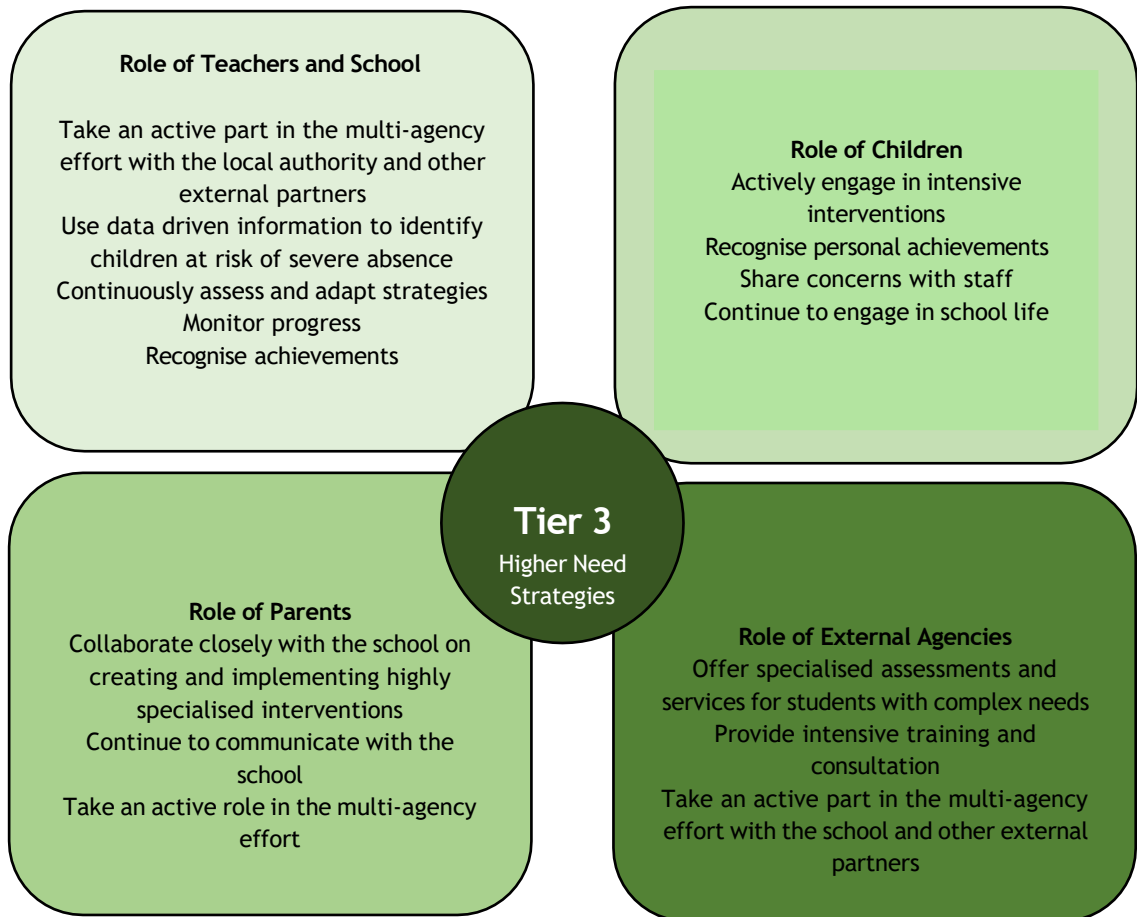 Role of Teachers and School
Take an active part in the multi-agency
effort with the local authority and other
external partners
Use data driven information to identify
children at risk of severe absence
Continuously assess and adapt strategies
Monitor progress
Recognise achievements
Role of Children
Actively engage in intensive
interventions
Recognise personal achievements
Share concerns with staff
Continue to engage in school life
Tier 3
Higher Need
Strategies
Role of Parents
Collaborate closely with the school on
creating and implementing highly
specialised interventions
Continue to communicate with the
school
Take an active role in the multi-agency
effort
Role of External Agencies
Offer specialised assessments and
services for students with complex needs
Provide intensive training and
consultation
Take an active part in the multi-agency
effort with the school and other external
partners